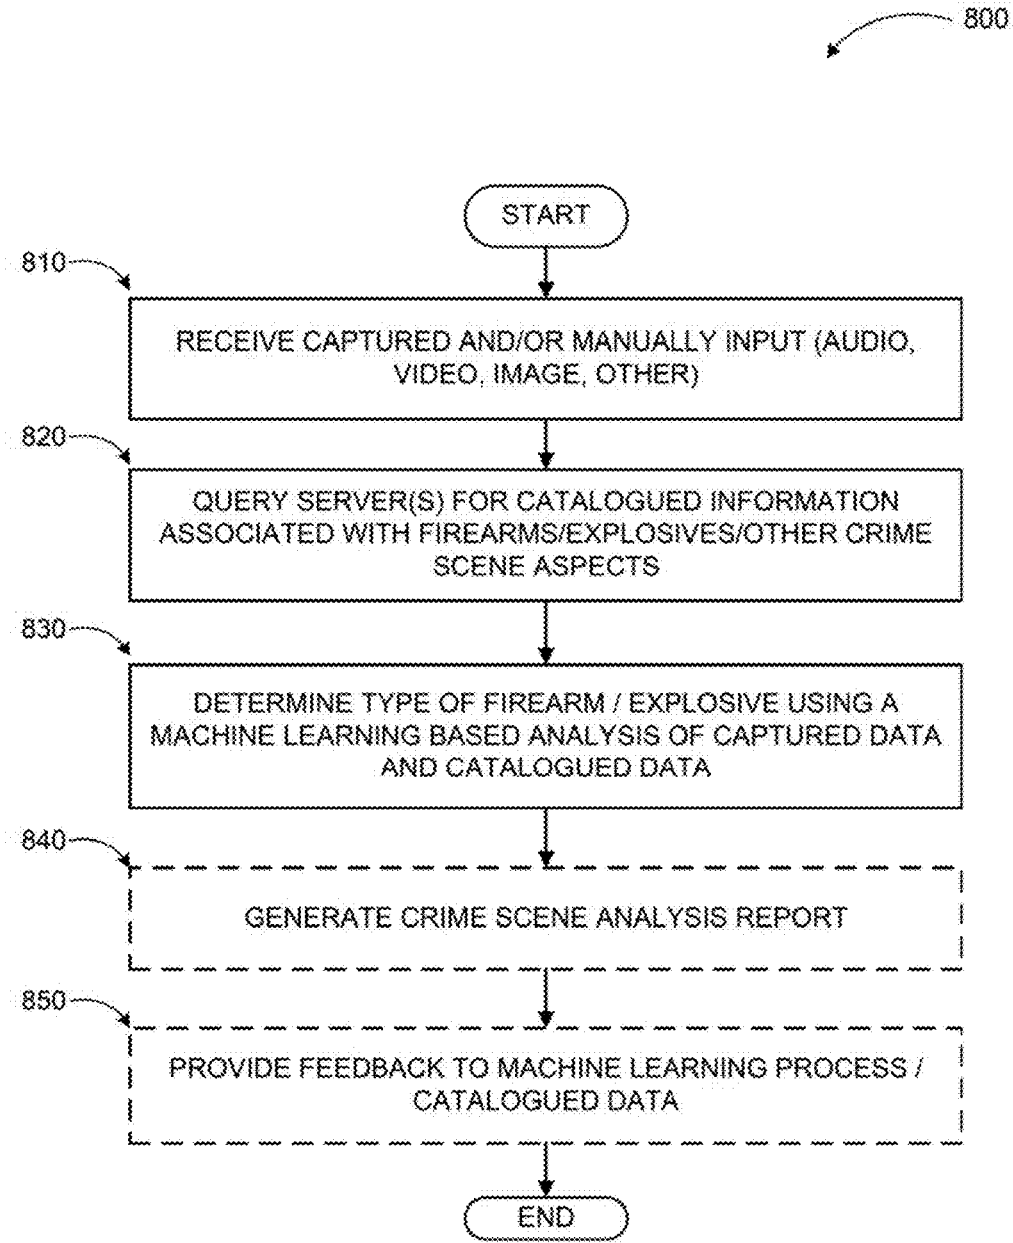 800
START
810
RECEIVE CAPTURED AND/OR MANUALLY INPUT (AUDIO,
VIDEO, IMAGE, OTHER)
820
QUERY SERVER(S) FOR CATALOGUED INFORMATION
ASSOCIATED WITH FIREARMS/EXPLOSIVES/OTHER CRIME
SCENE ASPECTS
830
DETERMINE TYPE OF FIREARM / EXPLOSIVE USING A
MACHINE LEARNING BASED ANALYSIS OF CAPTURED DATA
AND CATALOGUED DATA
840
GENERATE CRIME SCENE ANALYSIS REPORT
850
PROVIDE FEEDBACK TO MACHINE LEARNING PROCESS /
CATALOGUED DATA
END